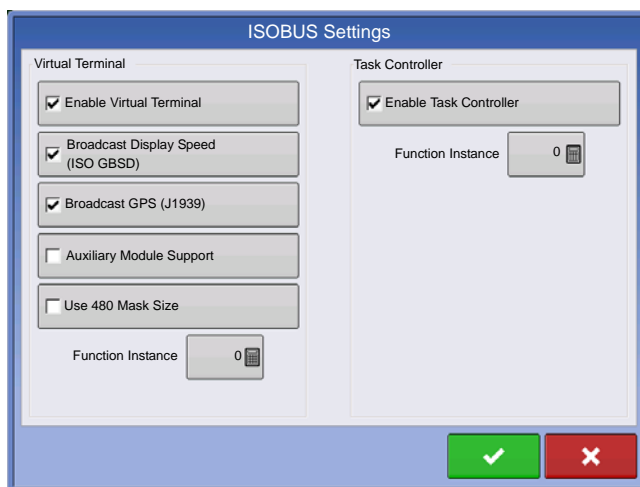 ISOBUS Settings
Virtual Terminal
Enable Virtual Terminal
Broadcast Display Speed
(ISO GBSD)
Broadcast GPS (J1939)
Auxiliary Module Support
Use 480 Mask Size
Function Instance 0
Task Controller
Enable Task Controller
Function Instance 0